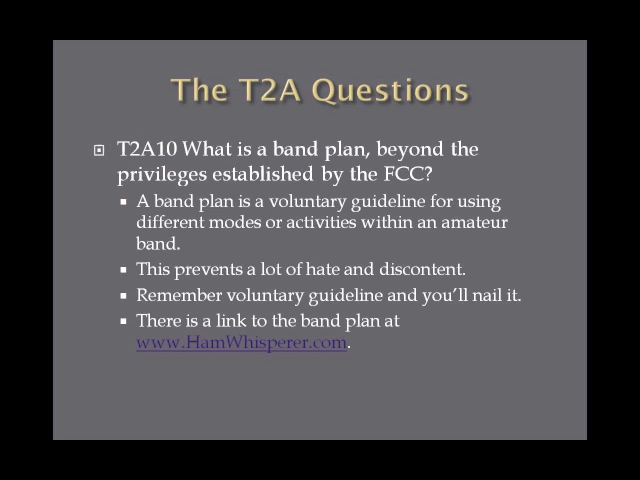 The T2A Questions
T2A10 What is a band plan, beyond the
privileges established by the FCC?
A band plan is a voluntary guideline for using
different modes or activities within an amateur
band.
This prevents a lot of hate and discontent.
Remember voluntary guideline and you’ll nail it.
There is a link to the band plan at
www.HamWhisperer.com.